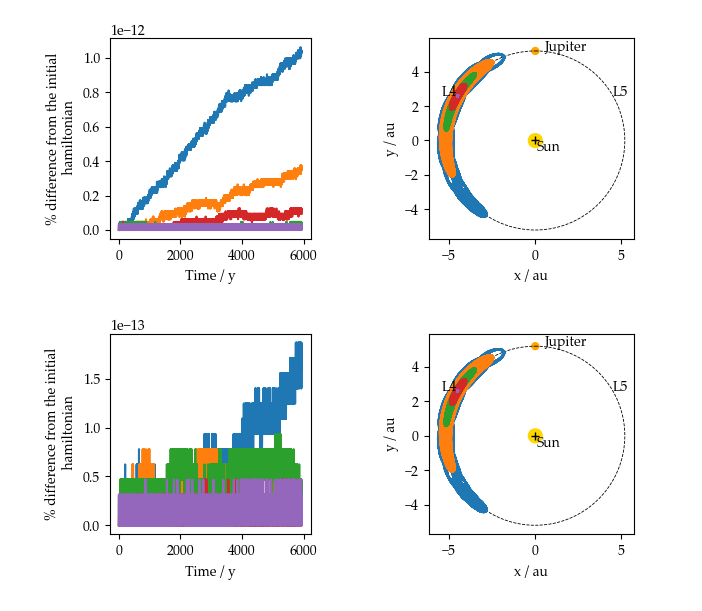 1e−12
% difference from the initial
hamiltonian
1.0
0.8
0.6
0.4
0.2
0.0
0
2000
4000
6000
Time / y
y / au
4
2
0
−2
−4
−5
0
5
x / au
Jupiter
L4
L5
Sun
1e−13
% difference from the initial
hamiltonian
1.5
1.0
0.5
0.0
0
2000
4000
6000
Time / y
y / au
4
2
0
−2
−4
−5
0
5
x / au
Jupiter
L4
L5
Sun